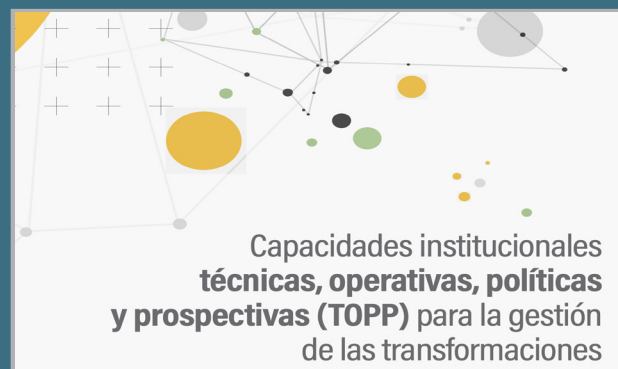 Capacidades institucionales
técnicas, operativas, políticas
y prospectivas (TOPP) para la gestión
de las transformaciones